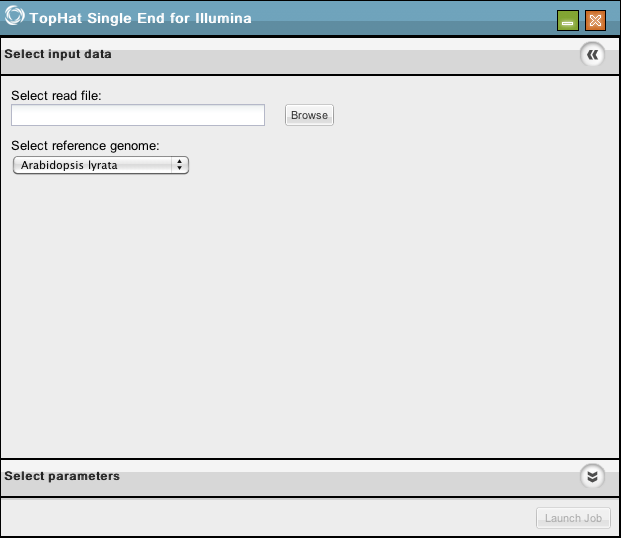 TopHat Single End for Illumina
Select input data
Select read file:
Browse
Select reference genome:
Arabidopsis lyrata
Select parameters
Launch Job